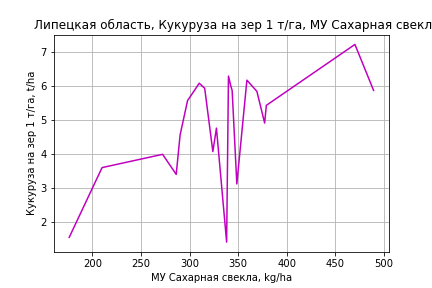 Липецкая область, Кукуруза на зер 1 т/га, МУ Сахарная свекл
Кукуруза на зер 1 т/га, t/ha
7
6
5
4
3
2
200 250 300 350 400 450 500
МУ Сахарная свекла, kg/ha